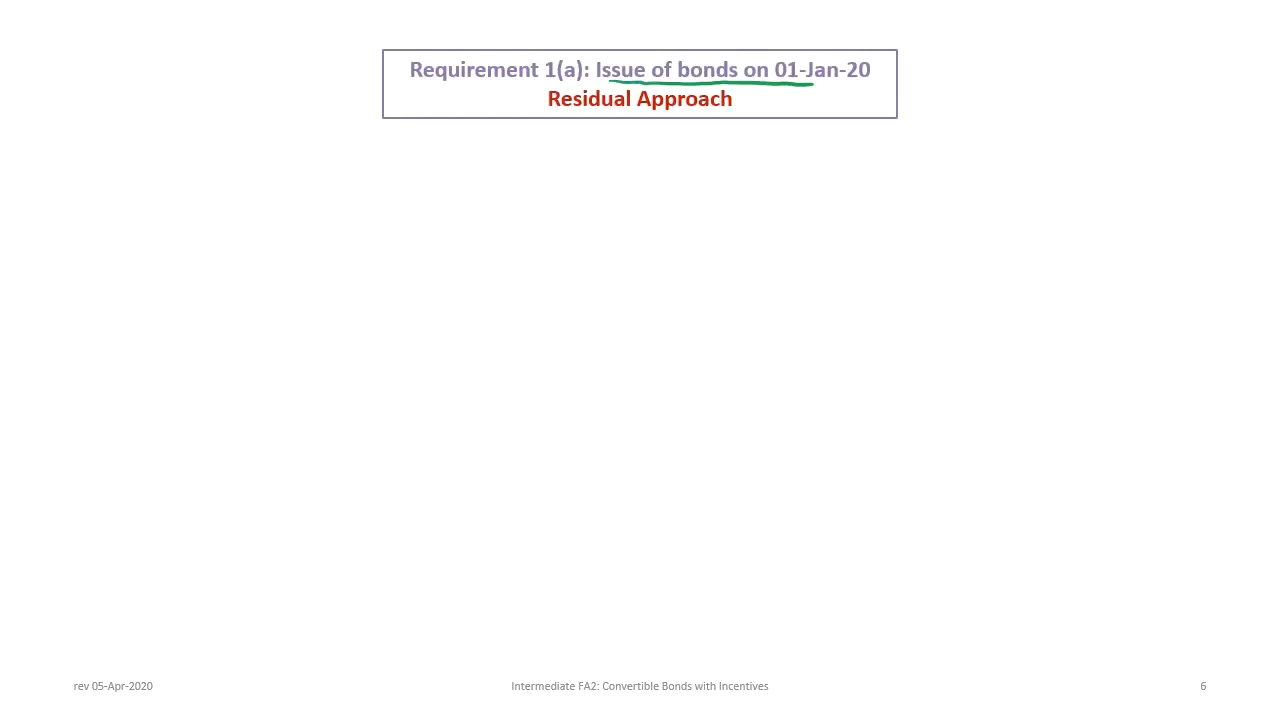 Requirement 1(a): Issue of bonds on 01-Jan-20
Residual Approach
rev 05-Apr-2020
Intermediate FA2: Convertible Bonds with Incentives
6